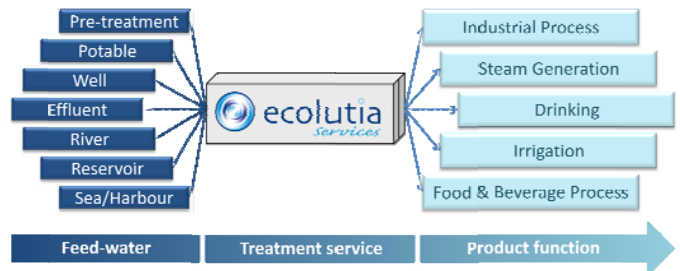 Pre-treatment
Potable
Well
Effluent
River
Reservoir
Sea/Harbour
ecolutia
services
Industrial Process
Steam Generation
Drinking
Irrigation
Food & Beverage Process
Feed-water
Treatment service
Product function